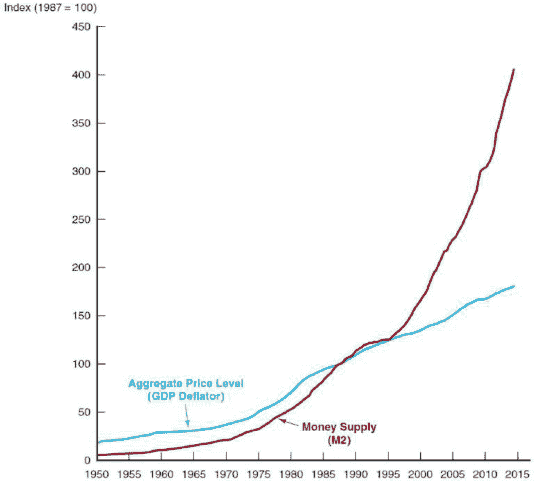 Index (1987 = 100)
450
400
350
300
250
200
150
100
50
0
Aggregate Price Level
(GDP Deflator)
Money Supply
(M2)
1950 1955 1960 1965 1970 1975 1980 1985 1990 1995 2000 2005 2010 2015